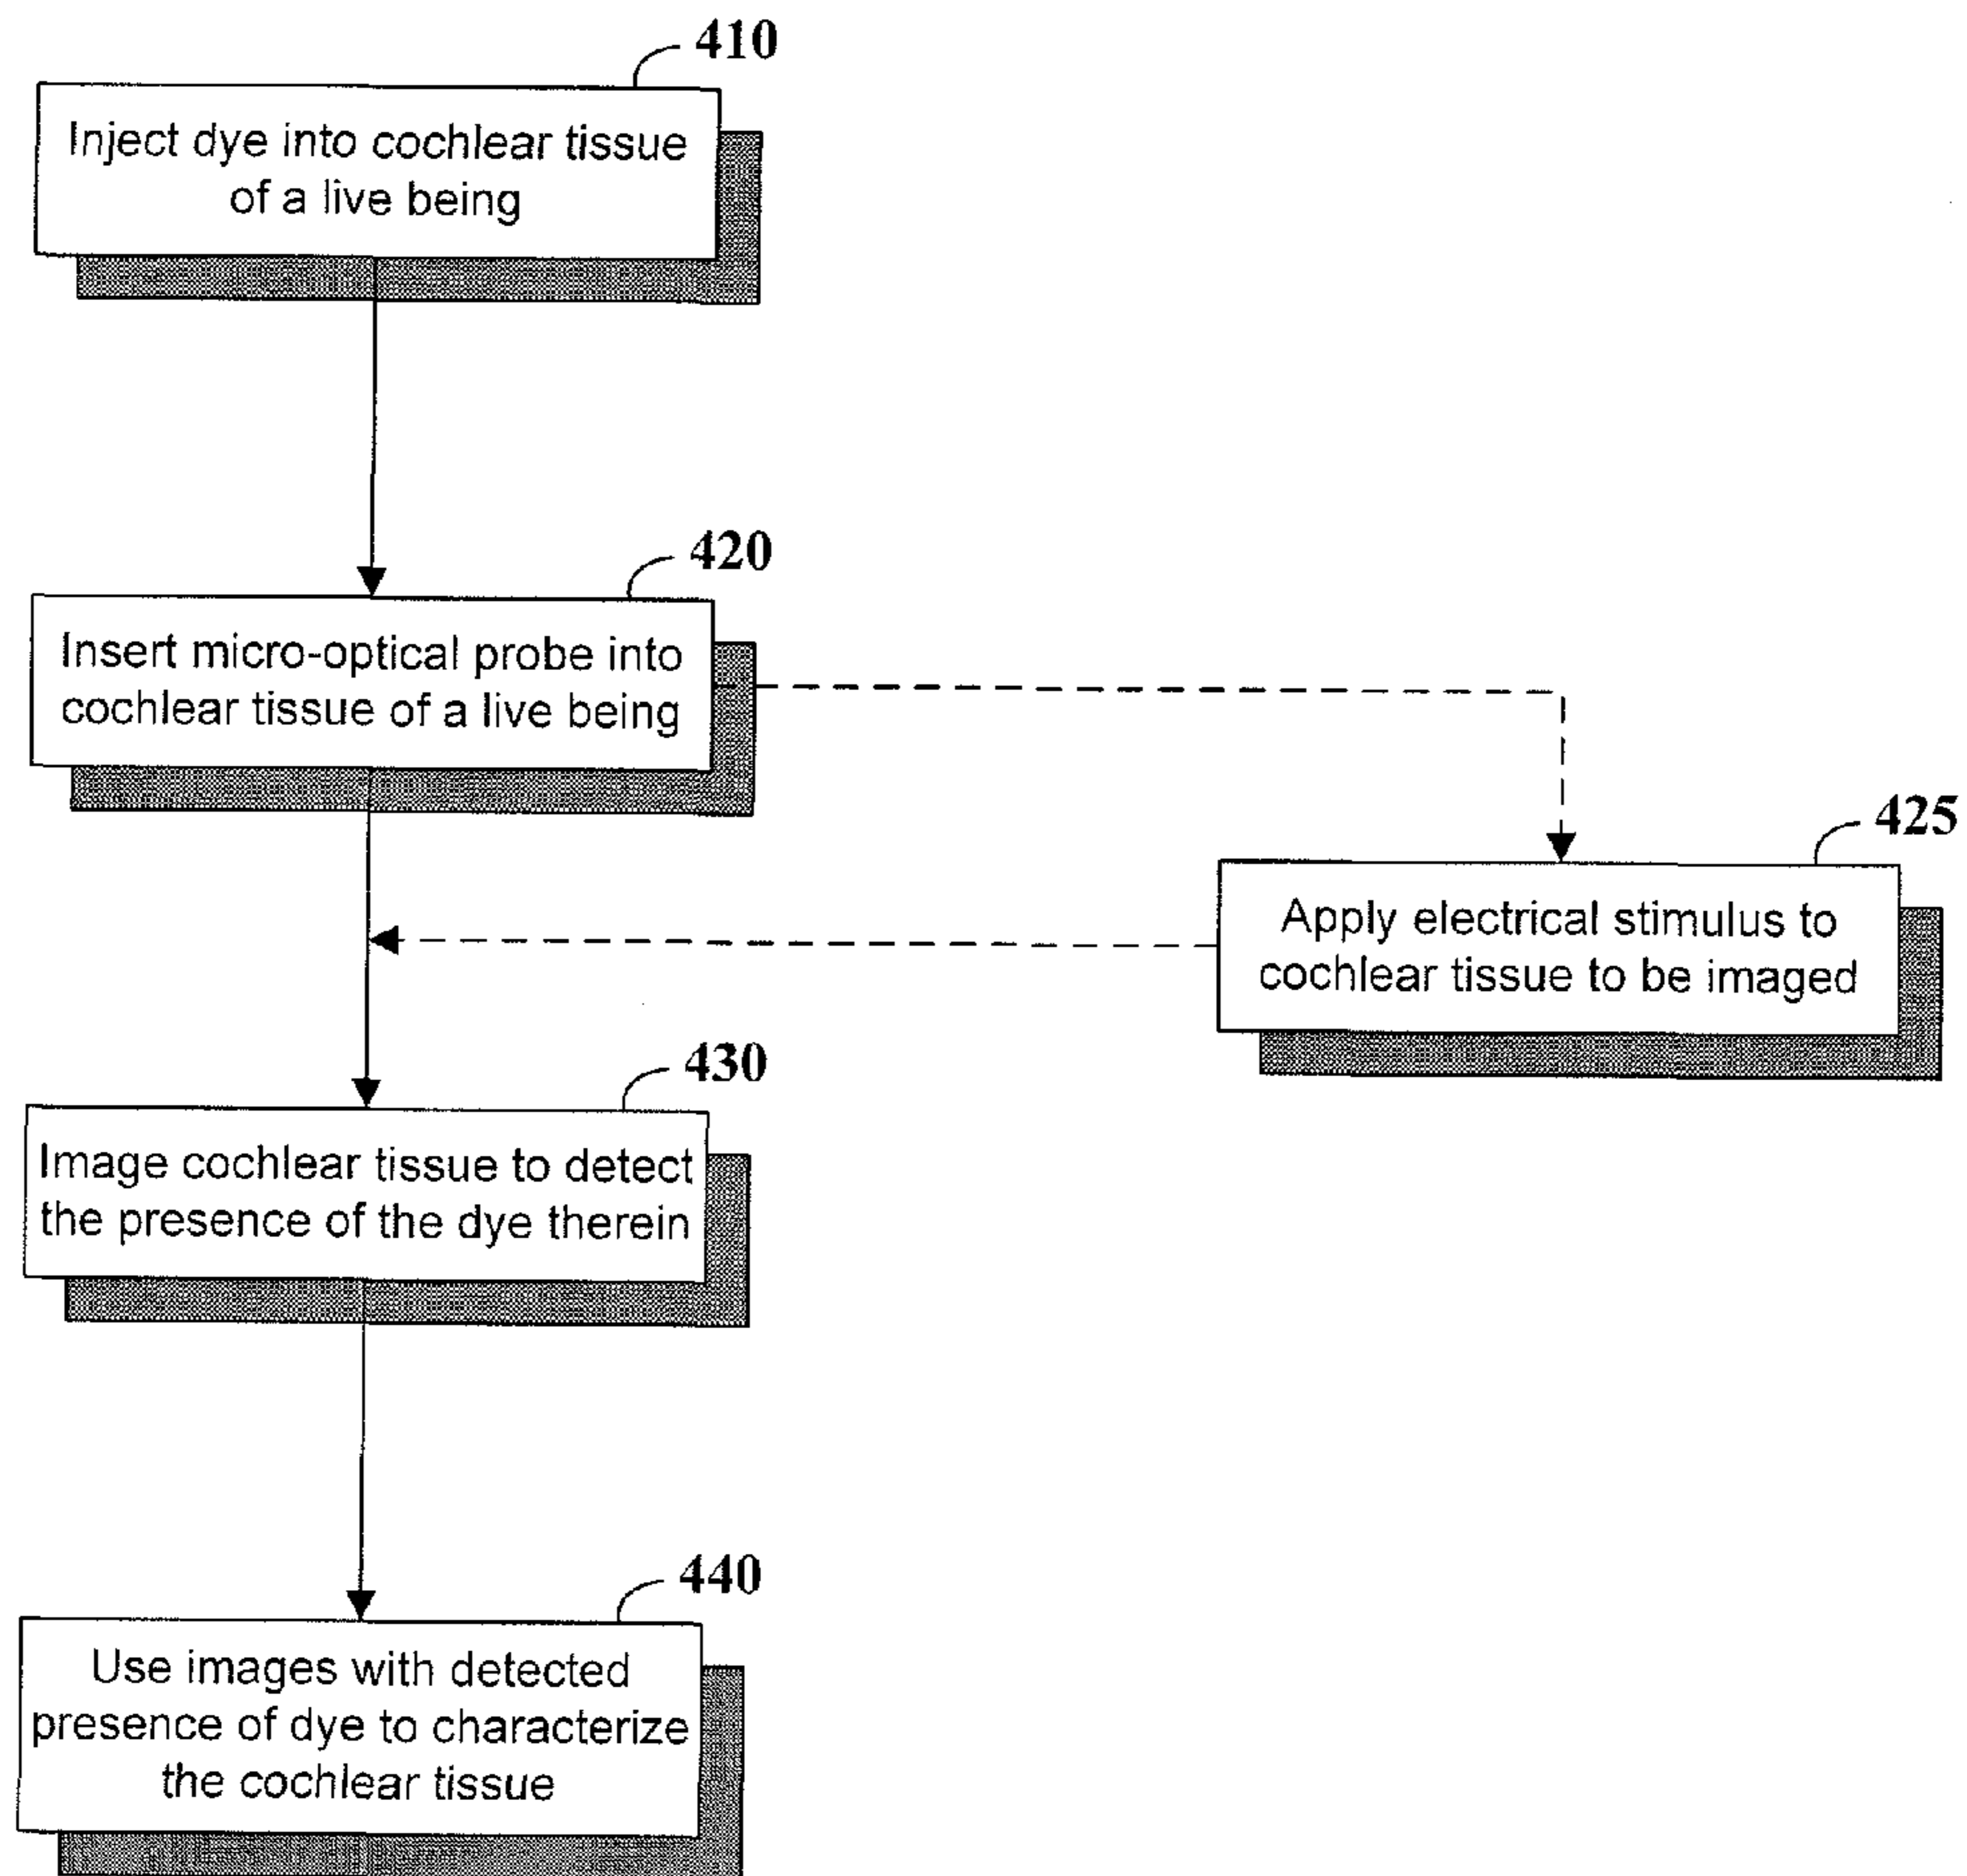 410
Inject dye into cochlear tissue
of a live being
420
Insert micro-optical probe into
cochlear tissue of a live being
425
Apply electrical stimulus to
cochlear tissue to be imaged
430
Image cochlear tissue to detect
the presence of the dye therein
440
Use images with detected
presence of dye to characterize
the cochlear tissue